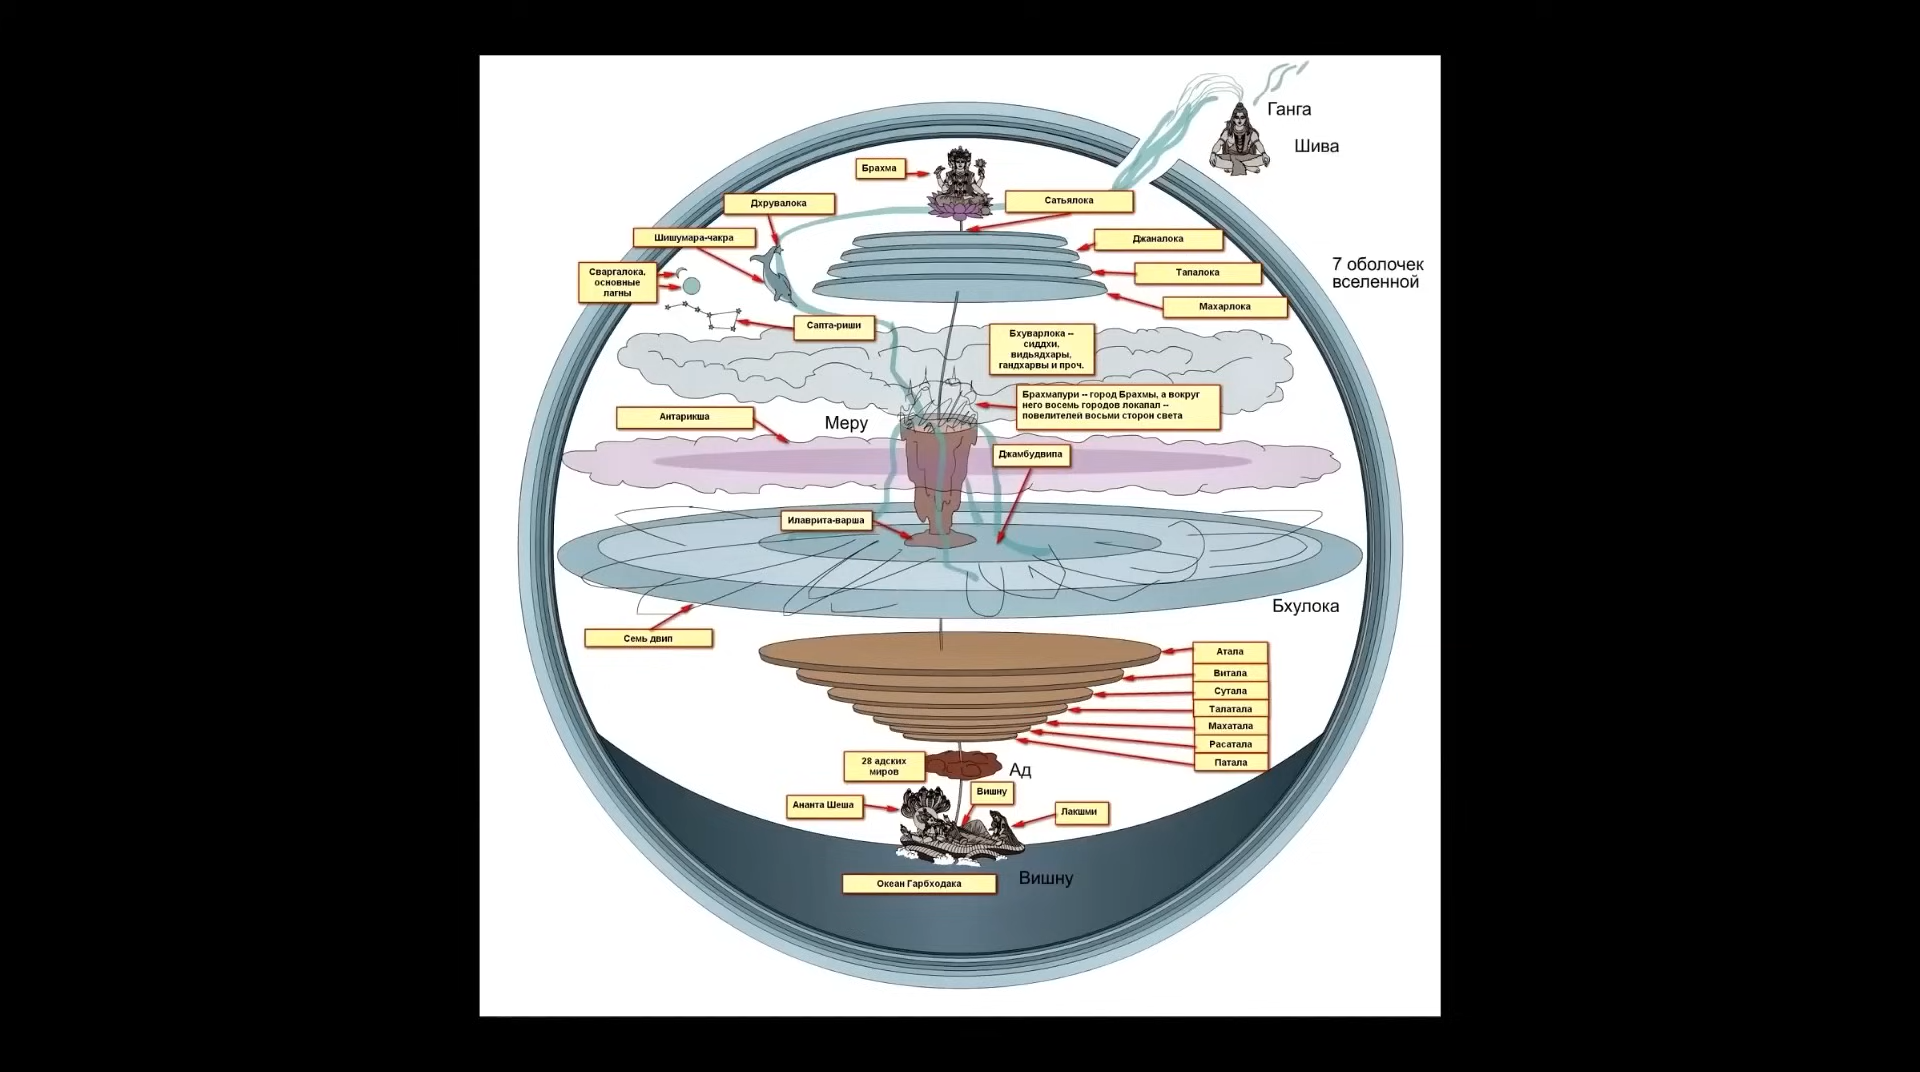 Ганга
Шива
Брахма
Сатьялока
Дхрувалока
Шишумара-чакра
Джаналока
7 оболочек
вселенной
Сваргалока,
основные
лагны
Тапалока
Махарлока
Сапта-риши
Бхуварлока --
сиддхи,
видьядхары,
гандхарвы и проч.
Брахмапури -- город Брахмы, а вокруг
него восемь городов локапал --
повелителей восьми сторон света
Антарикша
Меру
Джамбудвипа
Илаврита-варша
Бхулока
Семь двип
Атала
Витала
Сутала
Талатала
Махатала
Расатала
Патала
28 адских
миров
Ад
Вишну
Ананта Шеша
Лакшми
Океан Гарбходака
Вишну